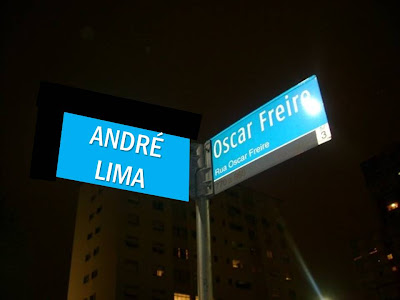 ANDRÉ
LIMA
Oscar Freire
Rua Oscar Freire
3